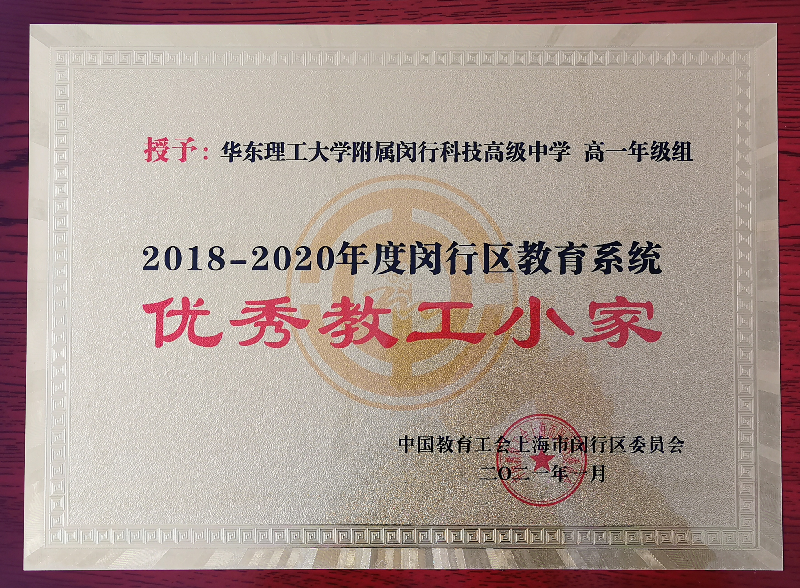 授予：华东理工大学附属闵行科技高级中学 高一年级组
2018-2020年度闵行区教育系统
优秀教工小家
中国教育工会上海市闵行区委员会
二〇二一年一月